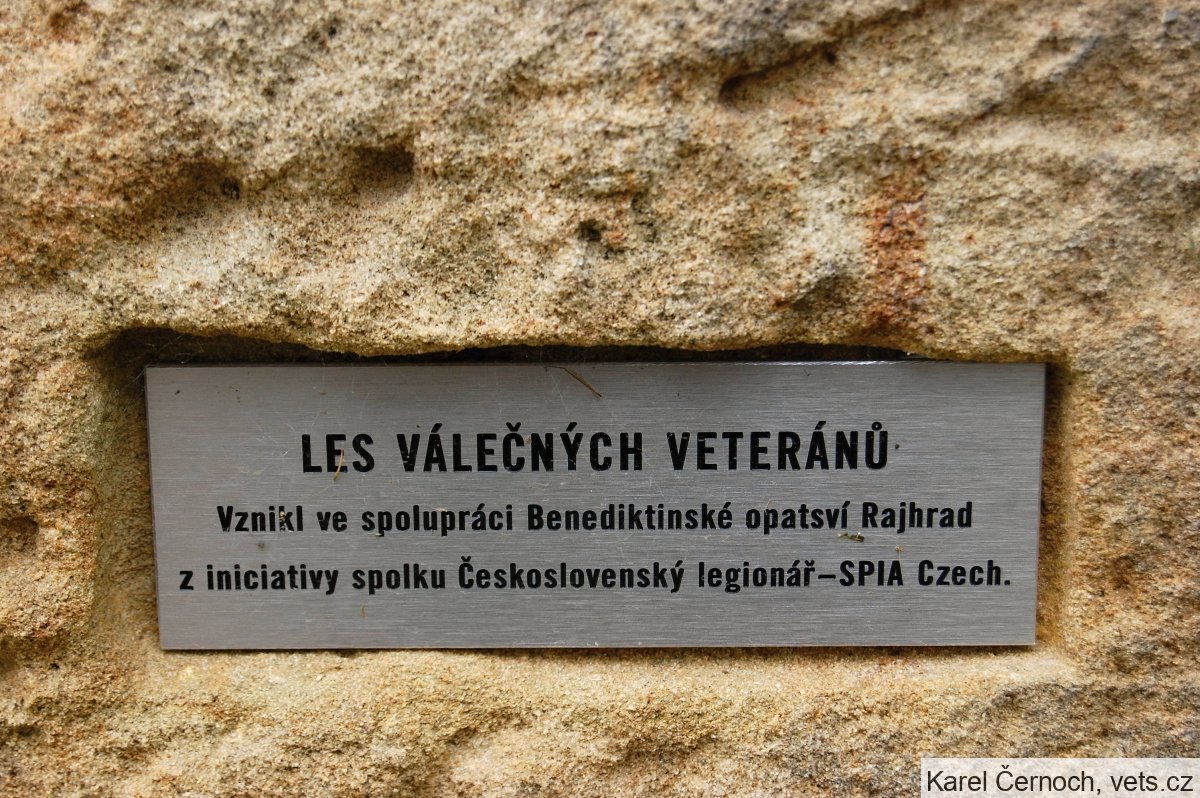 LES VÁLEČNÝCH VETERÁNŮ
Vznikl ve spolupráci Benediktinské opatsví Rajhrad
z iniciativy spolku Československý legionář–SPIA Czech.
Karel Černoch, vets.cz